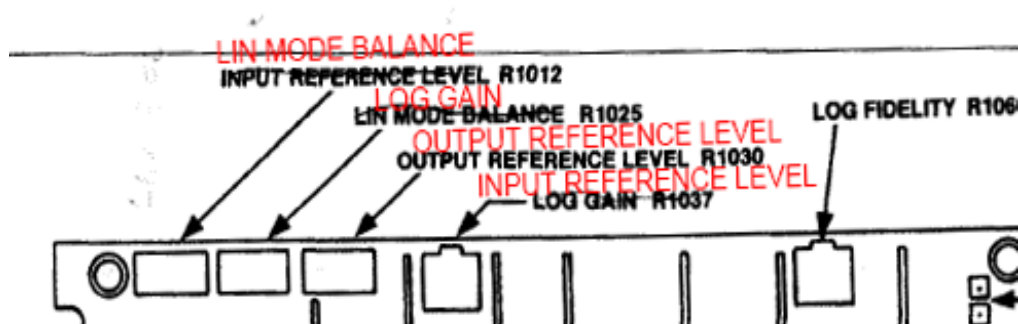 LIN MODE BALANCE
INPUT REFERENCE LEVEL R1012
LOG GAIN
LIN MODE BALANCE R1025
OUTPUT REFERENCE LEVEL
OUTPUT REFERENCE LEVEL R1030
INPUT REFERENCE LEVEL
LOG GAIN R1037
LOG FIDELITY R106